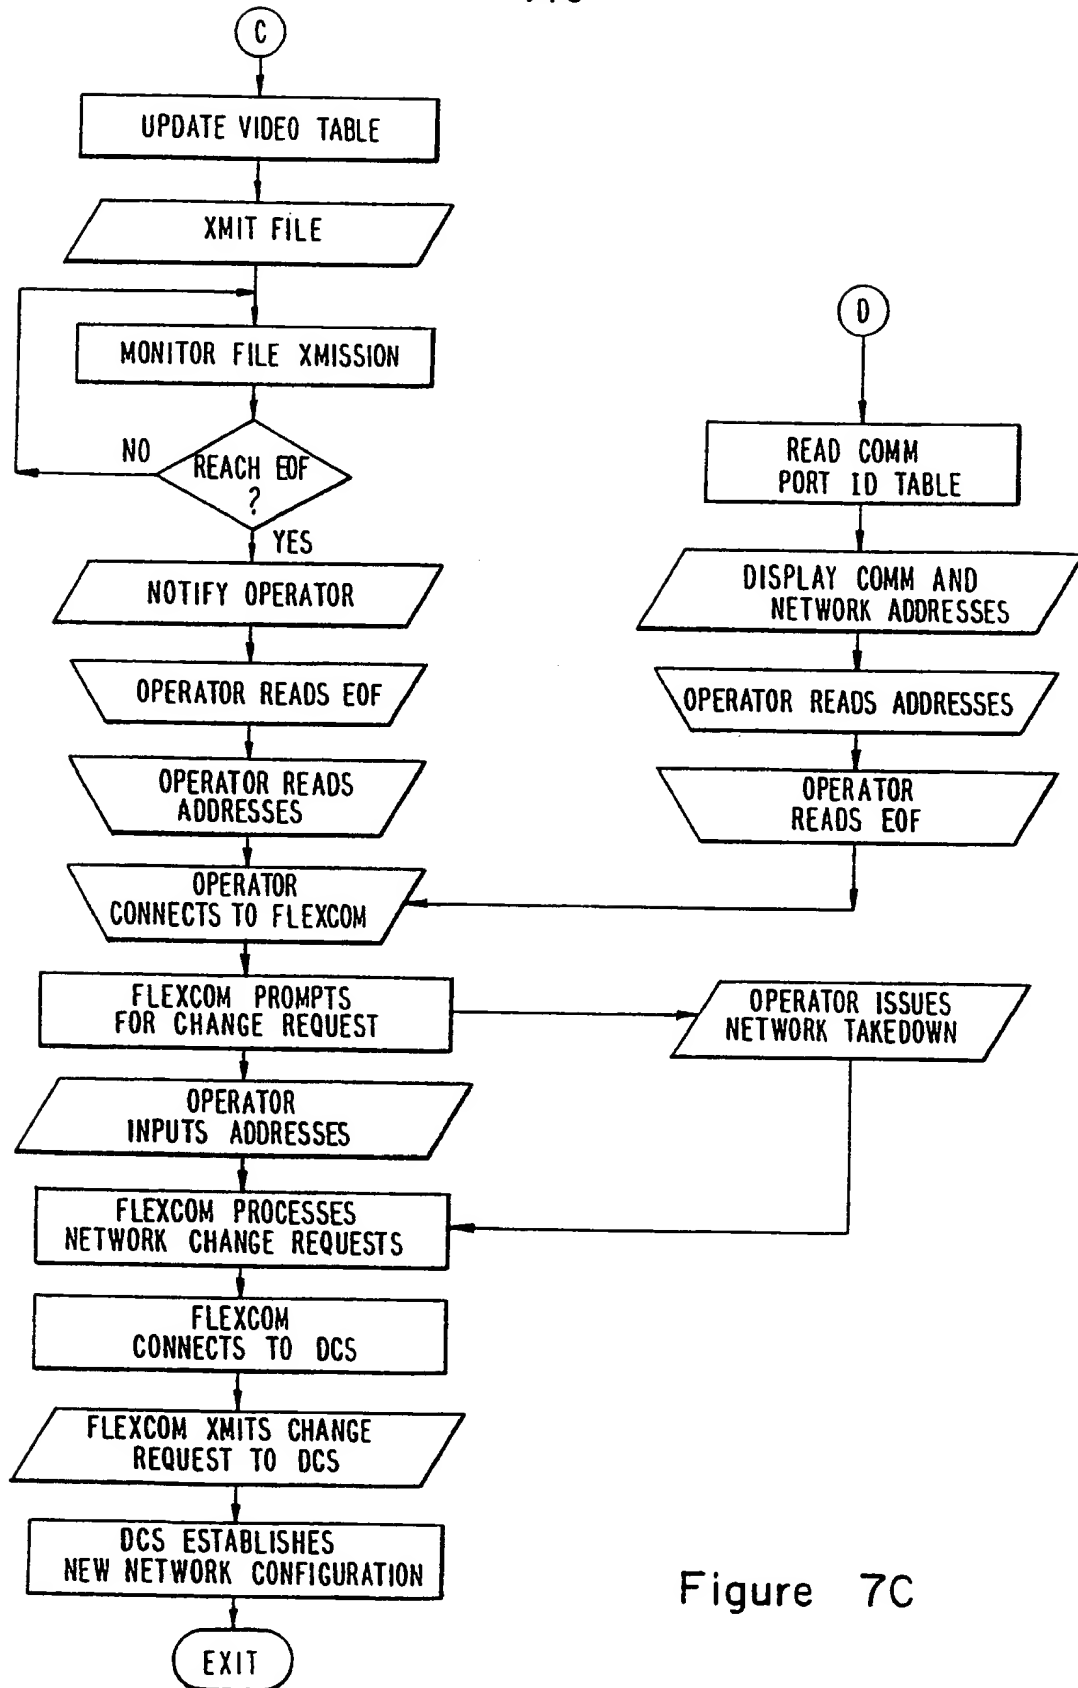 C
UPDATE VIDEO TABLE
XMIT FILE
MONITOR FILE XMISSION
NO
REACH EOF
?
YES
NOTIFY OPERATOR
OPERATOR READS EOF
OPERATOR READS
ADDRESSES
OPERATOR
CONNECTS TO FLEXCOM
FLEXCOM PROMPTS
FOR CHANGE REQUEST
OPERATOR
INPUTS ADDRESSES
FLEXCOM PROCESSES
NETWORK CHANGE REQUESTS
FLEXCOM
CONNECTS TO DCS
FLEXCOM XMITS CHANGE
REQUEST TO DCS
DCS ESTABLISHES
NEW NETWORK CONFIGURATION
EXIT
D
READ COMM
PORT ID TABLE
DISPLAY COMM AND
NETWORK ADDRESSES
OPERATOR READS ADDRESSES
OPERATOR
READS EOF
OPERATOR ISSUES
NETWORK TAKEDOWN
Figure 7C